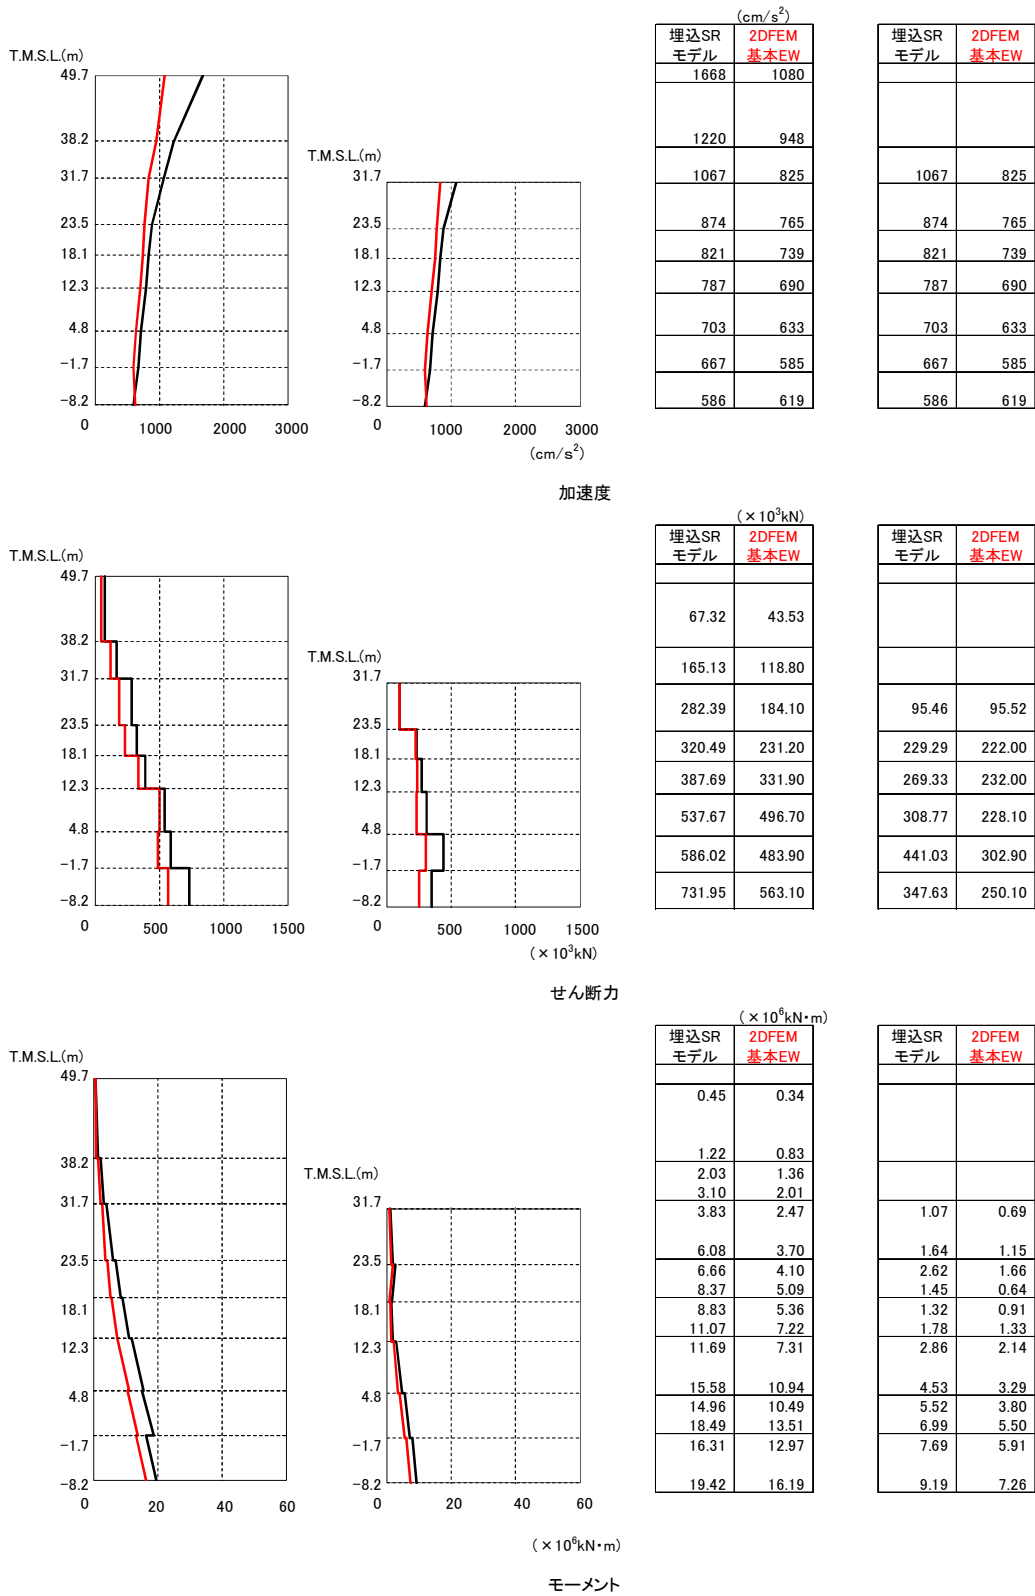 (cm/s²)
埋込SR 2DFEM 埋込SR 2DFEM
モデル 基本EW モデル 基本EW
1668 1080
1220 948
1067 825 1067 825
874 765 874 765
821 739 821 739
787 690 787 690
703 633 703 633
667 585 667 585
586 619 586 619
T.M.S.L.(m)
49.7
38.2
31.7
23.5
18.1
12.3
4.8
−1.7
−8.2
0 1000 2000 3000
T.M.S.L.(m)
31.7
23.5
18.1
12.3
4.8
−1.7
−8.2
0 1000 2000 3000
(cm/s²)
加速度
(×10³kN)
埋込SR 2DFEM 埋込SR 2DFEM
モデル 基本EW モデル 基本EW
67.32 43.53
165.13 118.80
282.39 184.10 95.46 95.52
320.49 231.20 229.29 222.00
387.69 331.90 269.33 232.00
537.67 496.70 308.77 228.10
586.02 483.90 441.03 302.90
731.95 563.10 347.63 250.10
T.M.S.L.(m)
49.7
38.2
31.7
23.5
18.1
12.3
4.8
−1.7
−8.2
0 500 1000 1500
T.M.S.L.(m)
31.7
23.5
18.1
12.3
4.8
−1.7
−8.2
0 500 1000 1500
(×10³kN)
せん断力
(×10⁶kN・m)
埋込SR 2DFEM 埋込SR 2DFEM
モデル 基本EW モデル 基本EW
0.45 0.34
1.22 0.83
2.03 1.36
3.10 2.01
3.83 2.47 1.07 0.69
6.08 3.70 1.64 1.15
6.66 4.10 2.62 1.66
8.37 5.09 1.45 0.64
8.83 5.36 1.32 0.91
11.07 7.22 1.78 1.33
11.69 7.31 2.86 2.14
15.58 10.94 4.53 3.29
14.96 10.49 5.52 3.80
18.49 13.51 6.99 5.50
16.31 12.97 7.69 5.91
19.42 16.19 9.19 7.26
T.M.S.L.(m)
49.7
38.2
31.7
23.5
18.1
12.3
4.8
−1.7
−8.2
0 20 40 60
T.M.S.L.(m)
31.7
23.5
18.1
12.3
4.8
−1.7
−8.2
0 20 40 60
(×10⁶kN・m)
モーメント